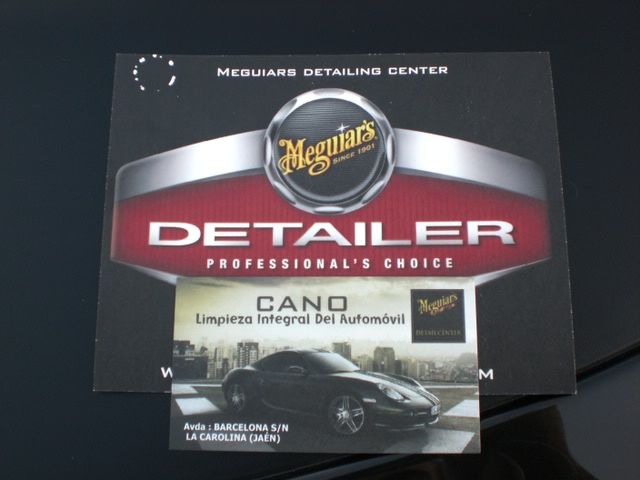 MEGUIARS DETAILING CENTER
Meguiar's
SINCE 1901
DETAILER
PROFESSIONAL'S CHOICE
CANO
Limpieza Integral Del Automóvil
Meguiar's
DETAILCENTER
Avda : BARCELONA S/N
LA CAROLINA (JAÉN)